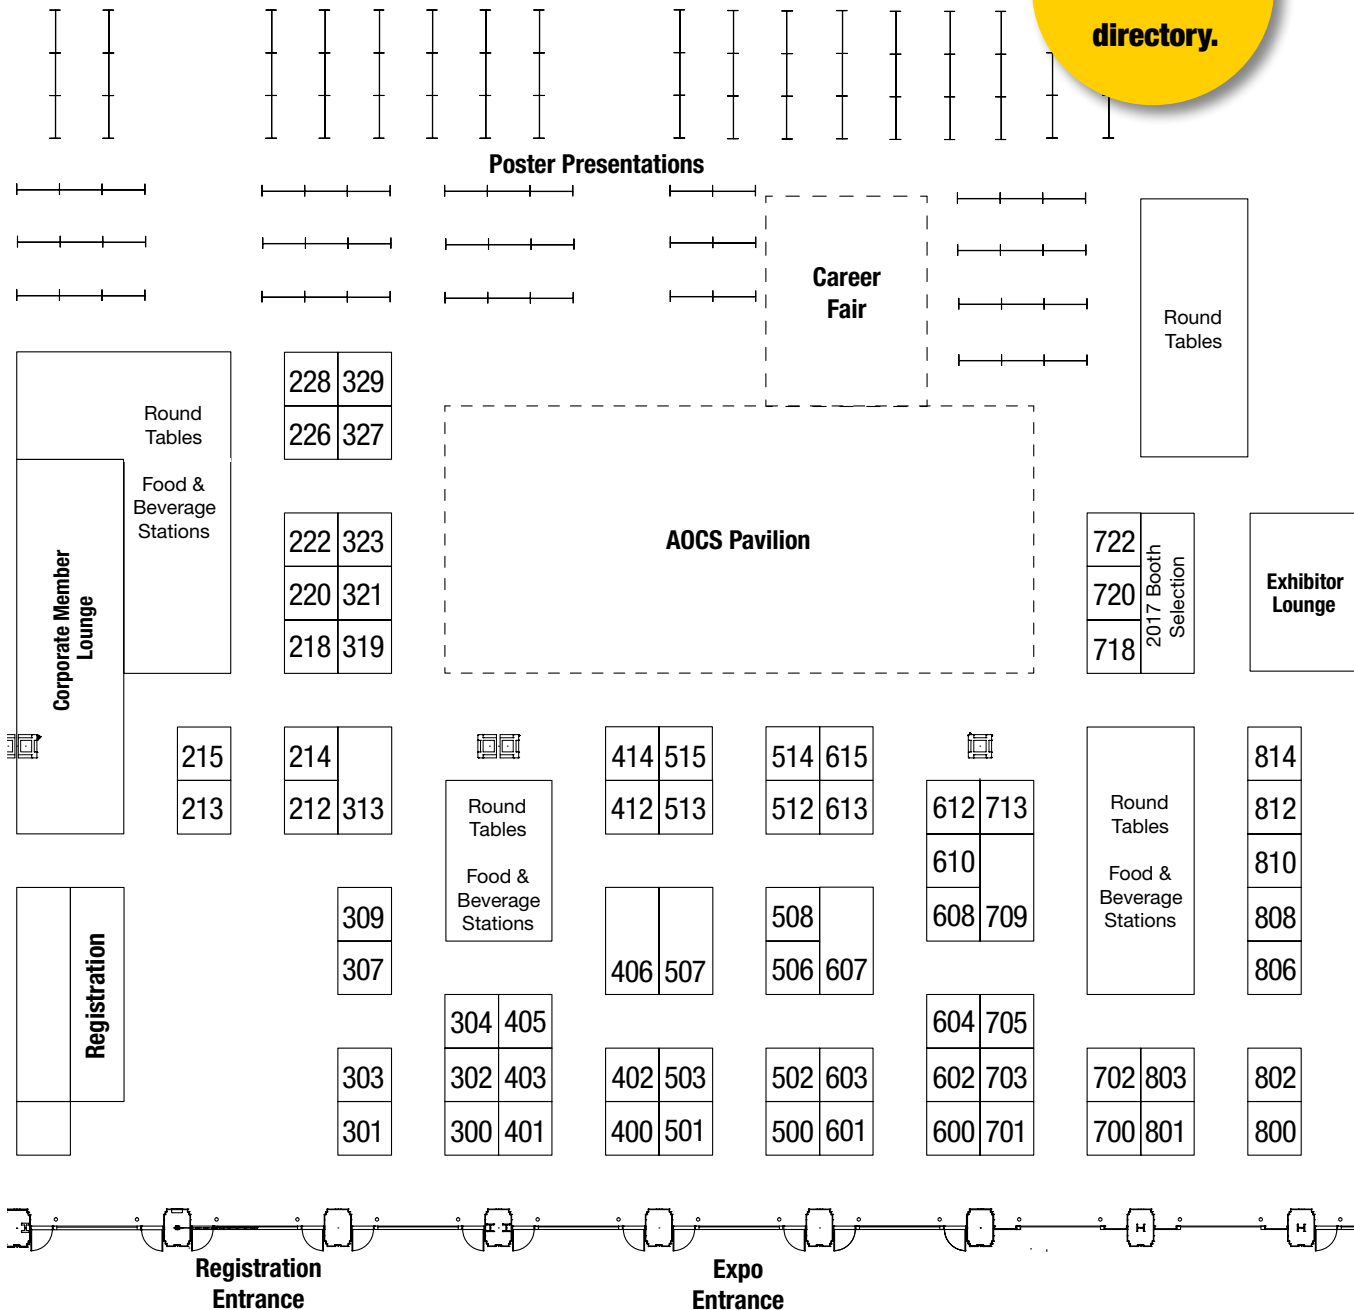 directory.
Poster Presentations
Career
Fair
Round
Tables
228 329
226 327
Round
Tables
Food &
Beverage
Stations
Corporate Member
Lounge
222 323
220 321
218 319
AOCS Pavilion
722
720
718
2017 Booth
Selection
Exhibitor
Lounge
215
213
214
212 313
Round
Tables
Food &
Beverage
Stations
414 515
412 513
514 615
512 613
612 713
610
608 709
Round
Tables
Food &
Beverage
Stations
814
812
810
808
806
Registration
309
307
406 507
508
506 607
304 405
302 403
300 401
604 705
602 703
600 701
303
301
402 503
400 501
502 603
500 601
702 803
700 801
802
800
H
H
Registration
Entrance
Expo
Entrance